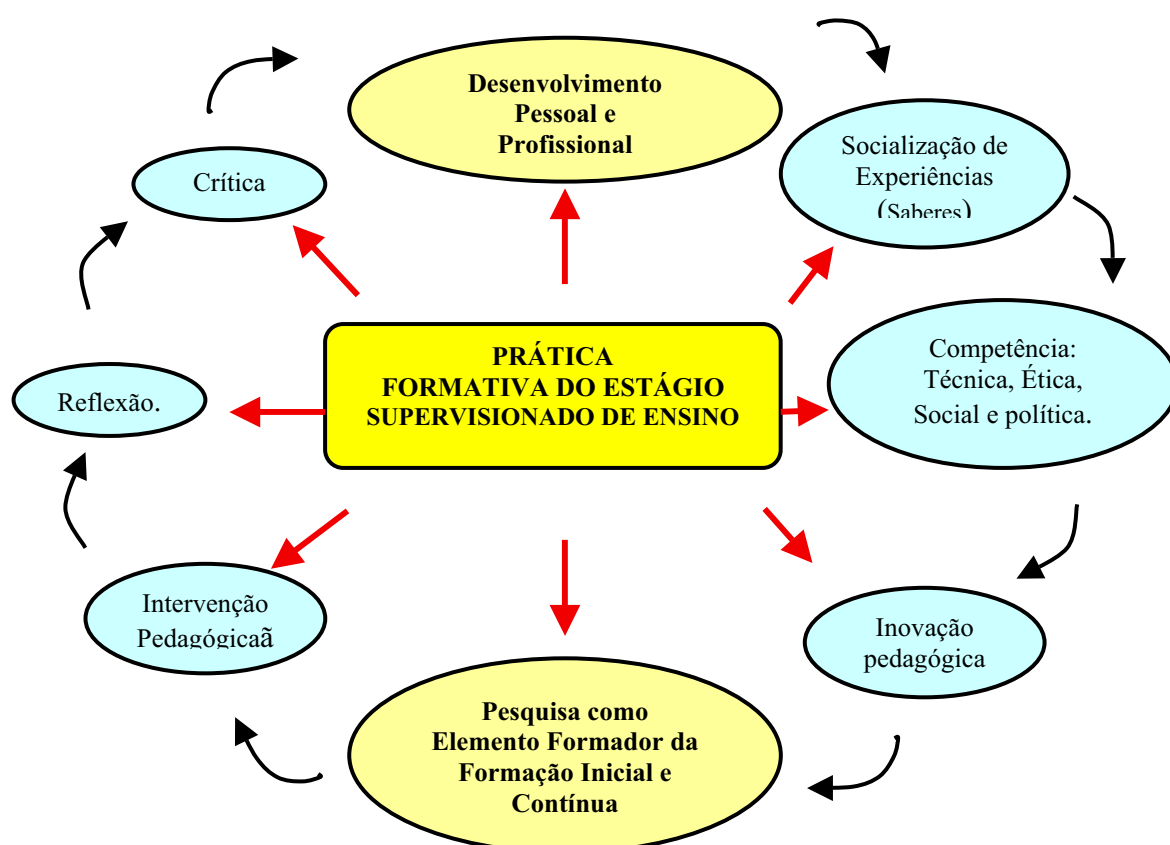 Desenvolvimento
Pessoal e
Profissional
Socialização de
Experiências
(Saberes)
Crítica
PRÁTICA
FORMATIVA DO ESTÁGIO
SUPERVISIONADO DE ENSINO
Competência:
Técnica, Ética,
Social e política.
Reflexão.
Intervenção
Pedagógicaã
Inovação
pedagógica
Pesquisa como
Elemento Formador da
Formação Inicial e
Contínua